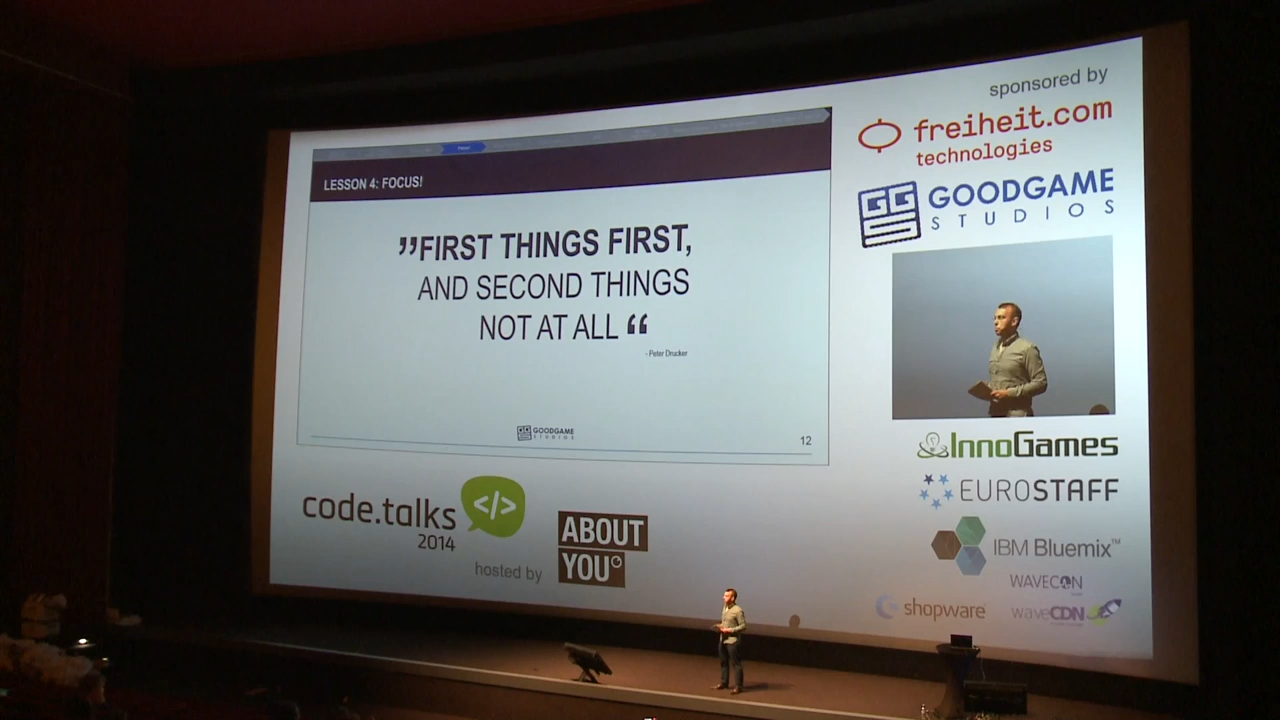 sponsored by
freiheit.com
technologies
GOODGAME
STUDIOS
LESSON 4: FOCUS!
”FIRST THINGS FIRST,
AND SECOND THINGS
NOT AT ALL “
- Peter Drucker
GOODGAME
STUDIOS
12
InnoGames
EUROSTAFF
IBM Bluemix™
WAVECON
shopware
waveCDN
code.talks
</>
2014
hosted by
ABOUT
YOU